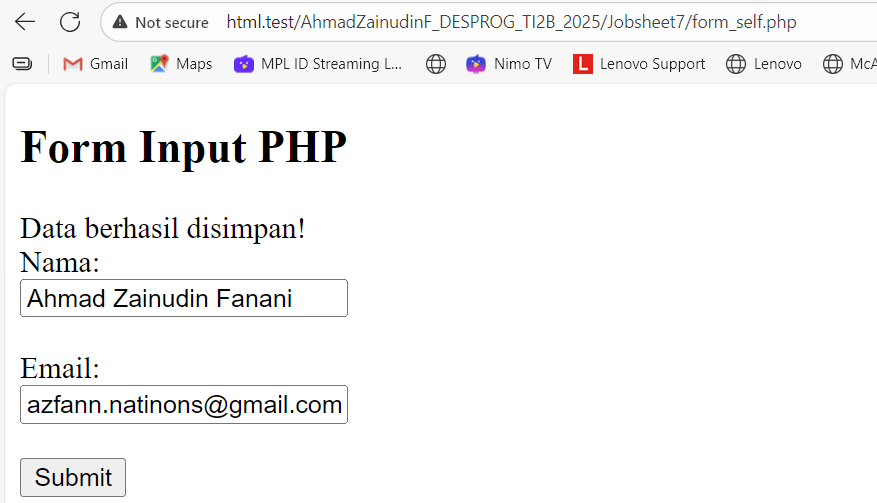 Not secure html.test/AhmadZainudinF_DESPROG_TI2B_2025/Jobsheet7/form_self.php
Gmail Maps MPL ID Streaming L... Nimo TV L Lenovo Support Lenovo McA
Form Input PHP
Data berhasil disimpan!
Nama:
Ahmad Zainudin Fanani
Email:
azfann.natinons@gmail.com
Submit